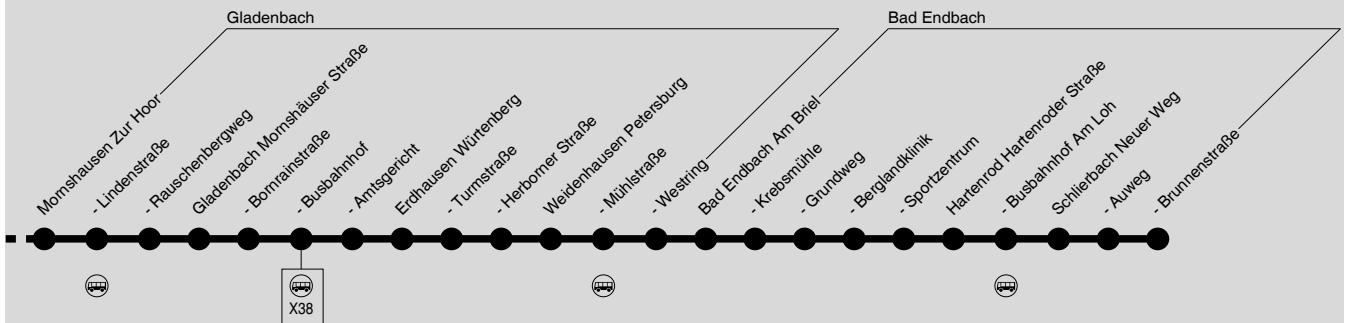 Gladenbach
Bad Endbach
Mornshausen Zur Hoor
- Lindenstraße
- Rauschenbergweg
Gladenbach Mornshäuser Straße
- Bornrainstraße
- Busbahnhof
- Amtsgericht
Erdhausen Würtenberg
- Turmstraße
- Herborner Straße
Weidenhausen Petersburg
- Mühlstraße
- Westring
Bad Endbach Am Briel
- Krebsmühle
- Grundweg
- Berglandklinik
- Sportzentrum
Hartenrod Hartenroder Straße
- Busbahnhof Am Loh
Schlierbach Neuer Weg
- Auweg
- Brunnenstraße
X38